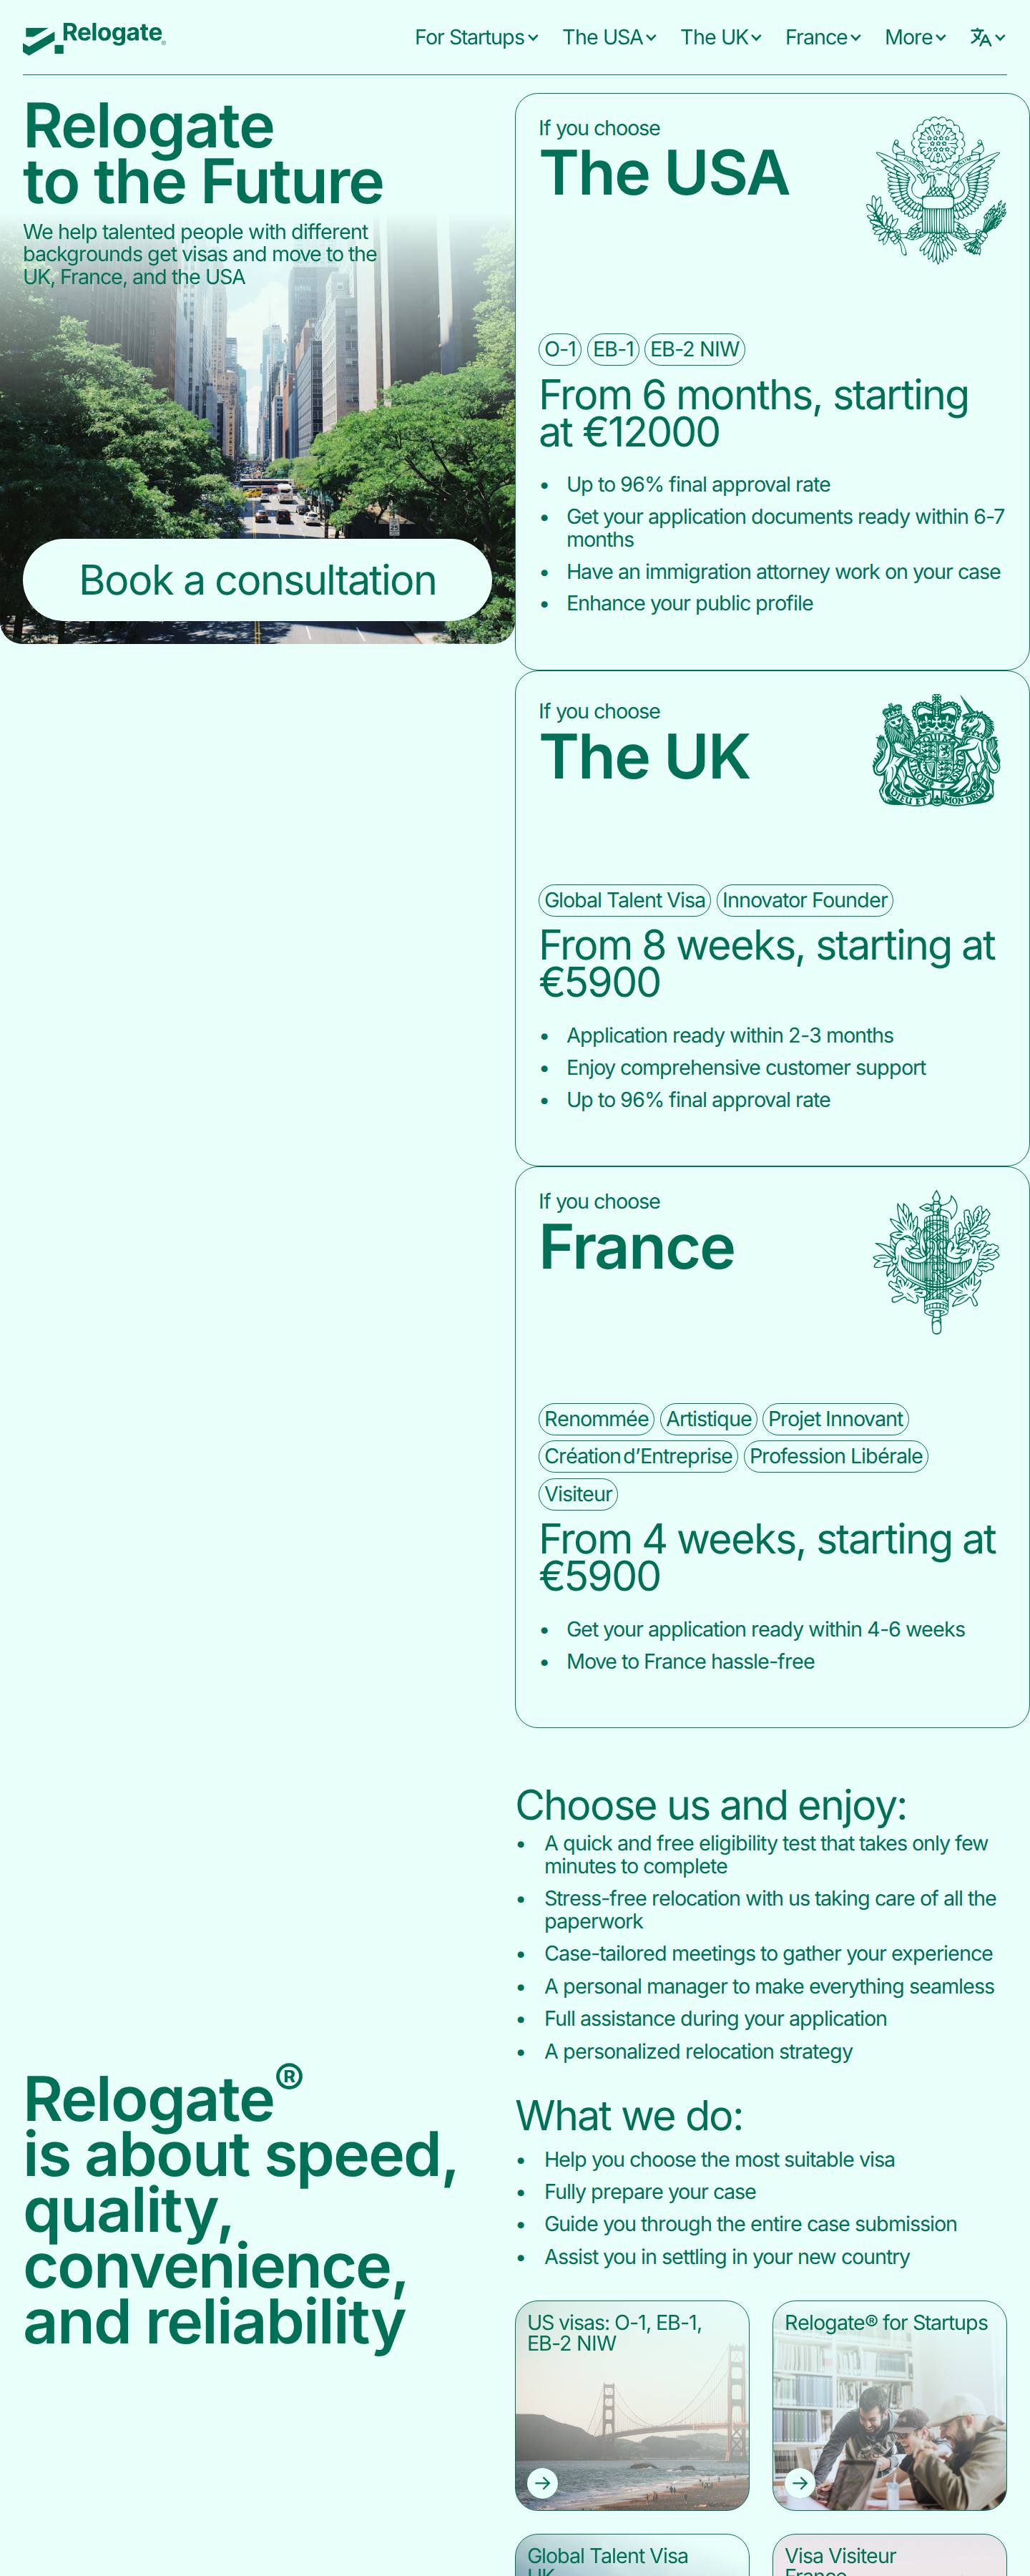 Relogate®
For Startups
The USA
The UK
France
More
Relogate
to the Future
We help talented people with different
backgrounds get visas and move to the
UK, France, and the USA
Book a consultation
If you choose
The USA
O-1
EB-1
EB-2 NIW
From 6 months, starting
at €12000
• Up to 96% final approval rate
• Get your application documents ready within 6-7
months
• Have an immigration attorney work on your case
• Enhance your public profile
If you choose
The UK
DIEU ET MON DROIT
Global Talent Visa
Innovator Founder
From 8 weeks, starting at
€5900
• Application ready within 2-3 months
• Enjoy comprehensive customer support
• Up to 96% final approval rate
If you choose
France
Renommée
Artistique
Projet Innovant
Création d’Entreprise
Profession Libérale
Visiteur
From 4 weeks, starting at
€5900
• Get your application ready within 4-6 weeks
• Move to France hassle-free
Choose us and enjoy:
• A quick and free eligibility test that takes only few
minutes to complete
• Stress-free relocation with us taking care of all the
paperwork
• Case-tailored meetings to gather your experience
• A personal manager to make everything seamless
• Full assistance during your application
• A personalized relocation strategy
Relogate®
is about speed,
quality,
convenience,
and reliability
What we do:
• Help you choose the most suitable visa
• Fully prepare your case
• Guide you through the entire case submission
• Assist you in settling in your new country
US visas: O-1, EB-1,
EB-2 NIW
Relogate® for Startups
Global Talent Visa
UK
Visa Visiteur
France